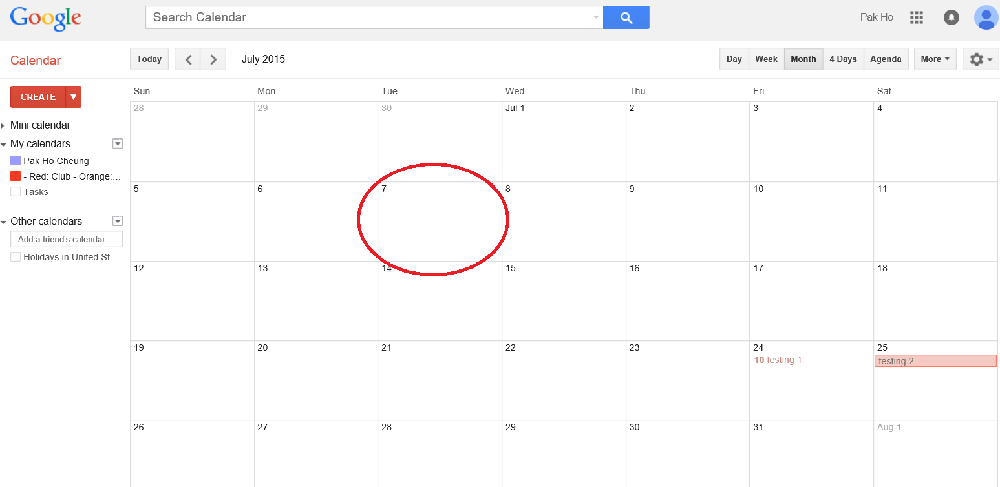 Google
Search Calendar
Pak Ho
Calendar
Today
July 2015
Day Week Month 4 Days Agenda More
CREATE
Mini calendar
My calendars
Pak Ho Cheung
- Red: Club - Orange:...
Tasks
Other calendars
Add a friend's calendar
Holidays in United St...
Sun Mon Tue Wed Thu Fri Sat
28 29 30 Jul 1 2 3 4
5 6 7 8 9 10 11
12 13 14 15 16 17 18
19 20 21 22 23 24 25
10 testing 1 testing 2
26 27 28 29 30 31 Aug 1